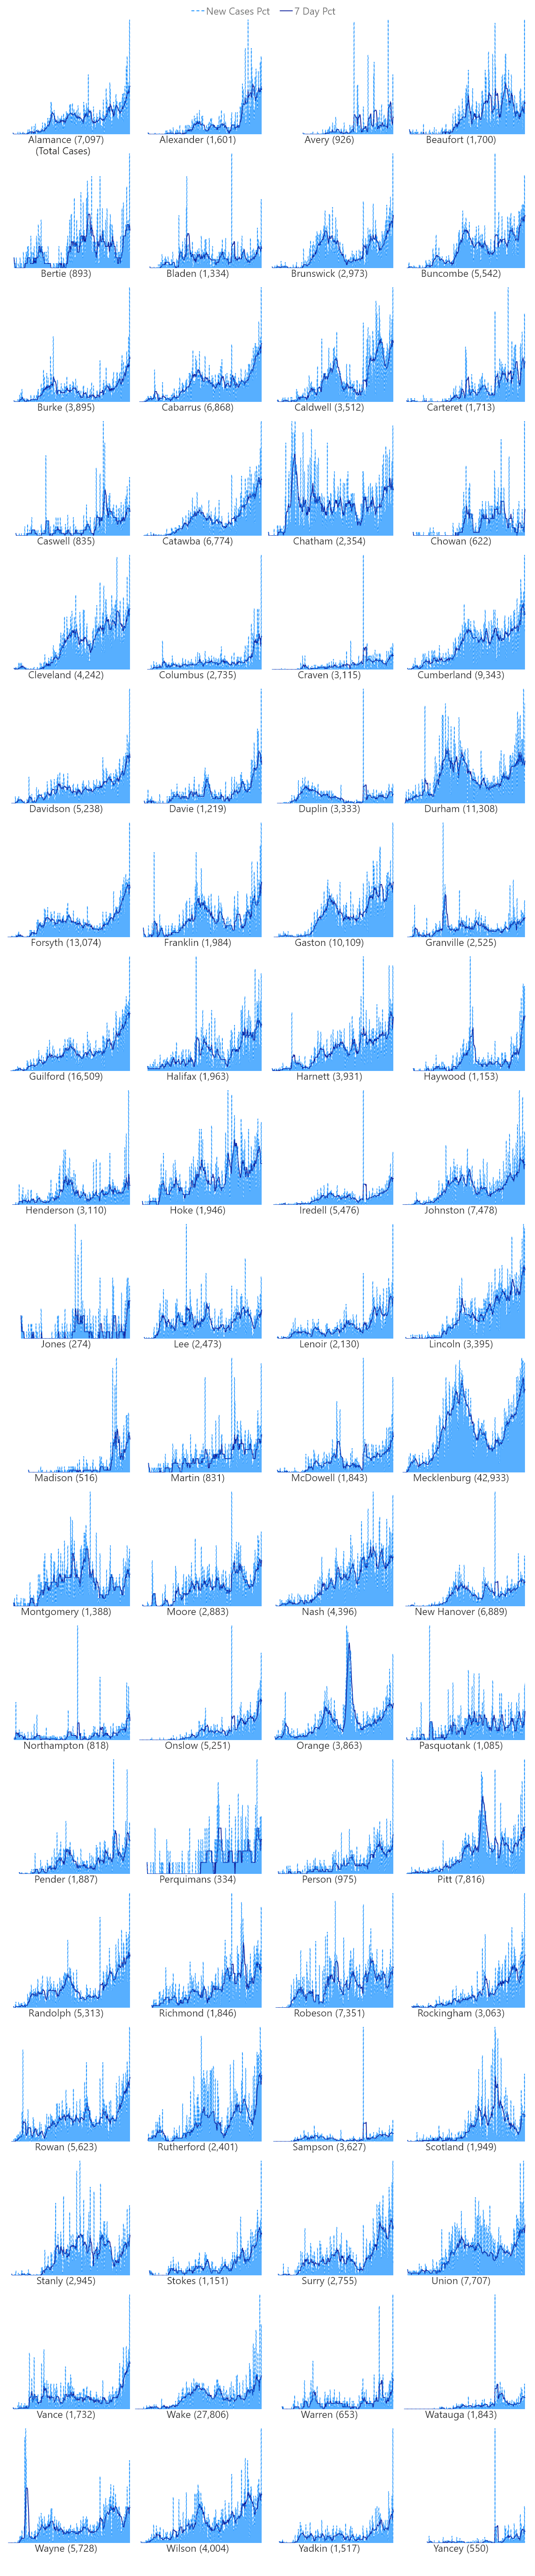 New Cases Pct 7 Day Pct
Alamance (7,097) Alexander (1,601) Avery (926) Beaufort (1,700)
(Total Cases)
Bertie (893) Bladen (1,334) Brunswick (2,973) Buncombe (5,542)
Burke (3,895) Cabarrus (6,868) Caldwell (3,512) Carteret (1,713)
Caswell (835) Catawba (6,774) Chatham (2,354) Chowan (622)
Cleveland (4,242) Columbus (2,735) Craven (3,115) Cumberland (9,343)
Davidson (5,238) Davie (1,219) Duplin (3,333) Durham (11,308)
Forsyth (13,074) Franklin (1,984) Gaston (10,109) Granville (2,525)
Guilford (16,509) Halifax (1,963) Harnett (3,931) Haywood (1,153)
Henderson (3,110) Hoke (1,946) Iredell (5,476) Johnston (7,478)
Jones (274) Lee (2,473) Lenoir (2,130) Lincoln (3,395)
Madison (516) Martin (831) McDowell (1,843) Mecklenburg (42,933)
Montgomery (1,388) Moore (2,883) Nash (4,396) New Hanover (6,889)
Northampton (818) Onslow (5,251) Orange (3,863) Pasquotank (1,085)
Pender (1,887) Perquimans (334) Person (975) Pitt (7,816)
Randolph (5,313) Richmond (1,846) Robeson (7,351) Rockingham (3,063)
Rowan (5,623) Rutherford (2,401) Sampson (3,627) Scotland (1,949)
Stanly (2,945) Stokes (1,151) Surry (2,755) Union (7,707)
Vance (1,732) Wake (27,806) Warren (653) Watauga (1,843)
Wayne (5,728) Wilson (4,004) Yadkin (1,517) Yancey (550)